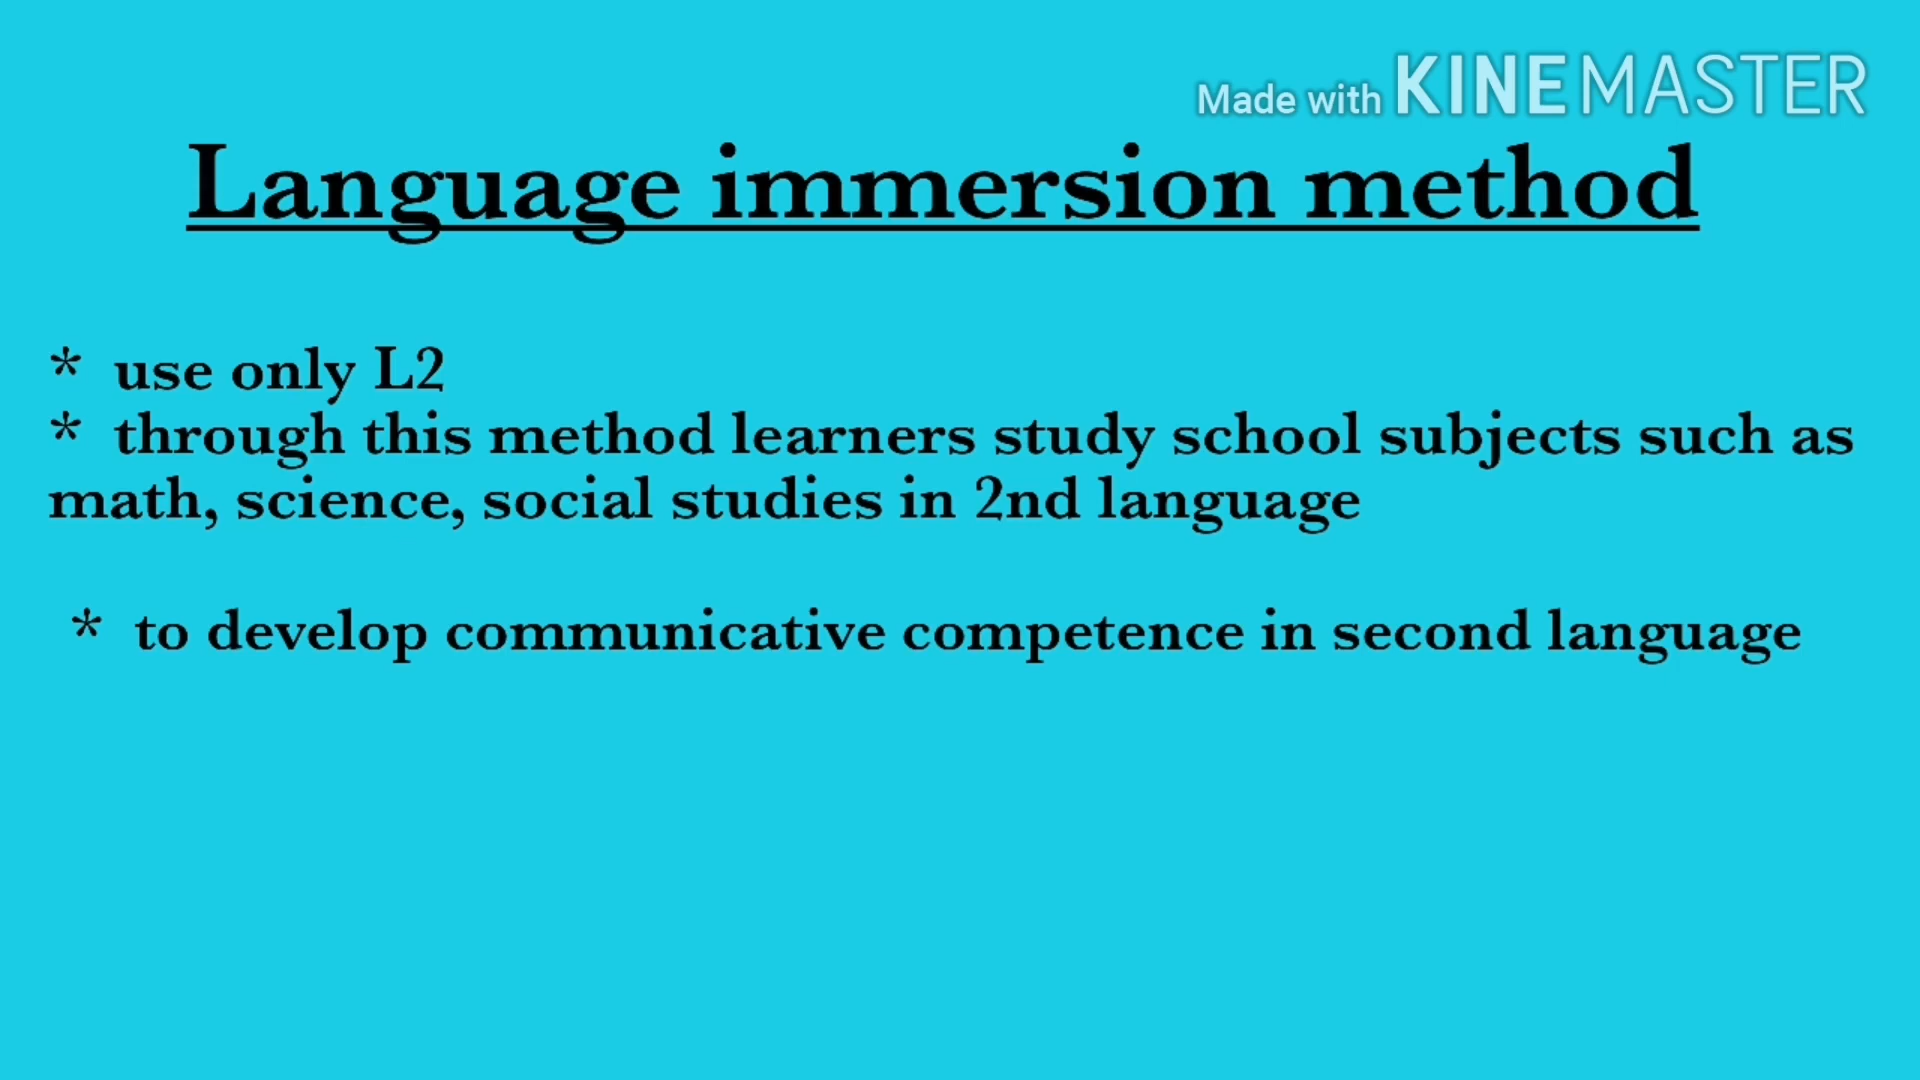 Made with KINEMASTER
Language immersion method
* use only L2
* through this method learners study school subjects such as
math, science, social studies in 2nd language
* to develop communicative competence in second language